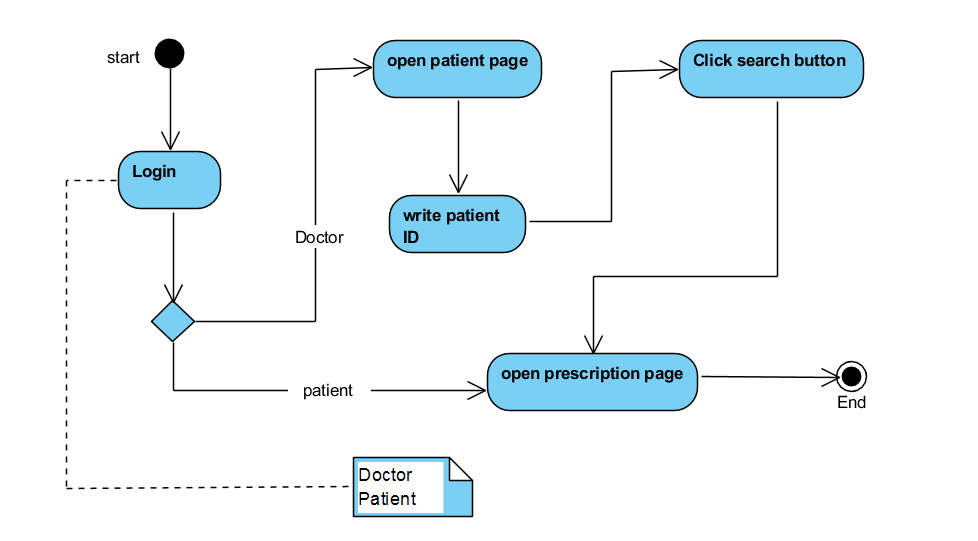 start
open patient page
Click search button
Login
write patient
ID
Doctor
open prescription page
patient
End
Doctor
Patient